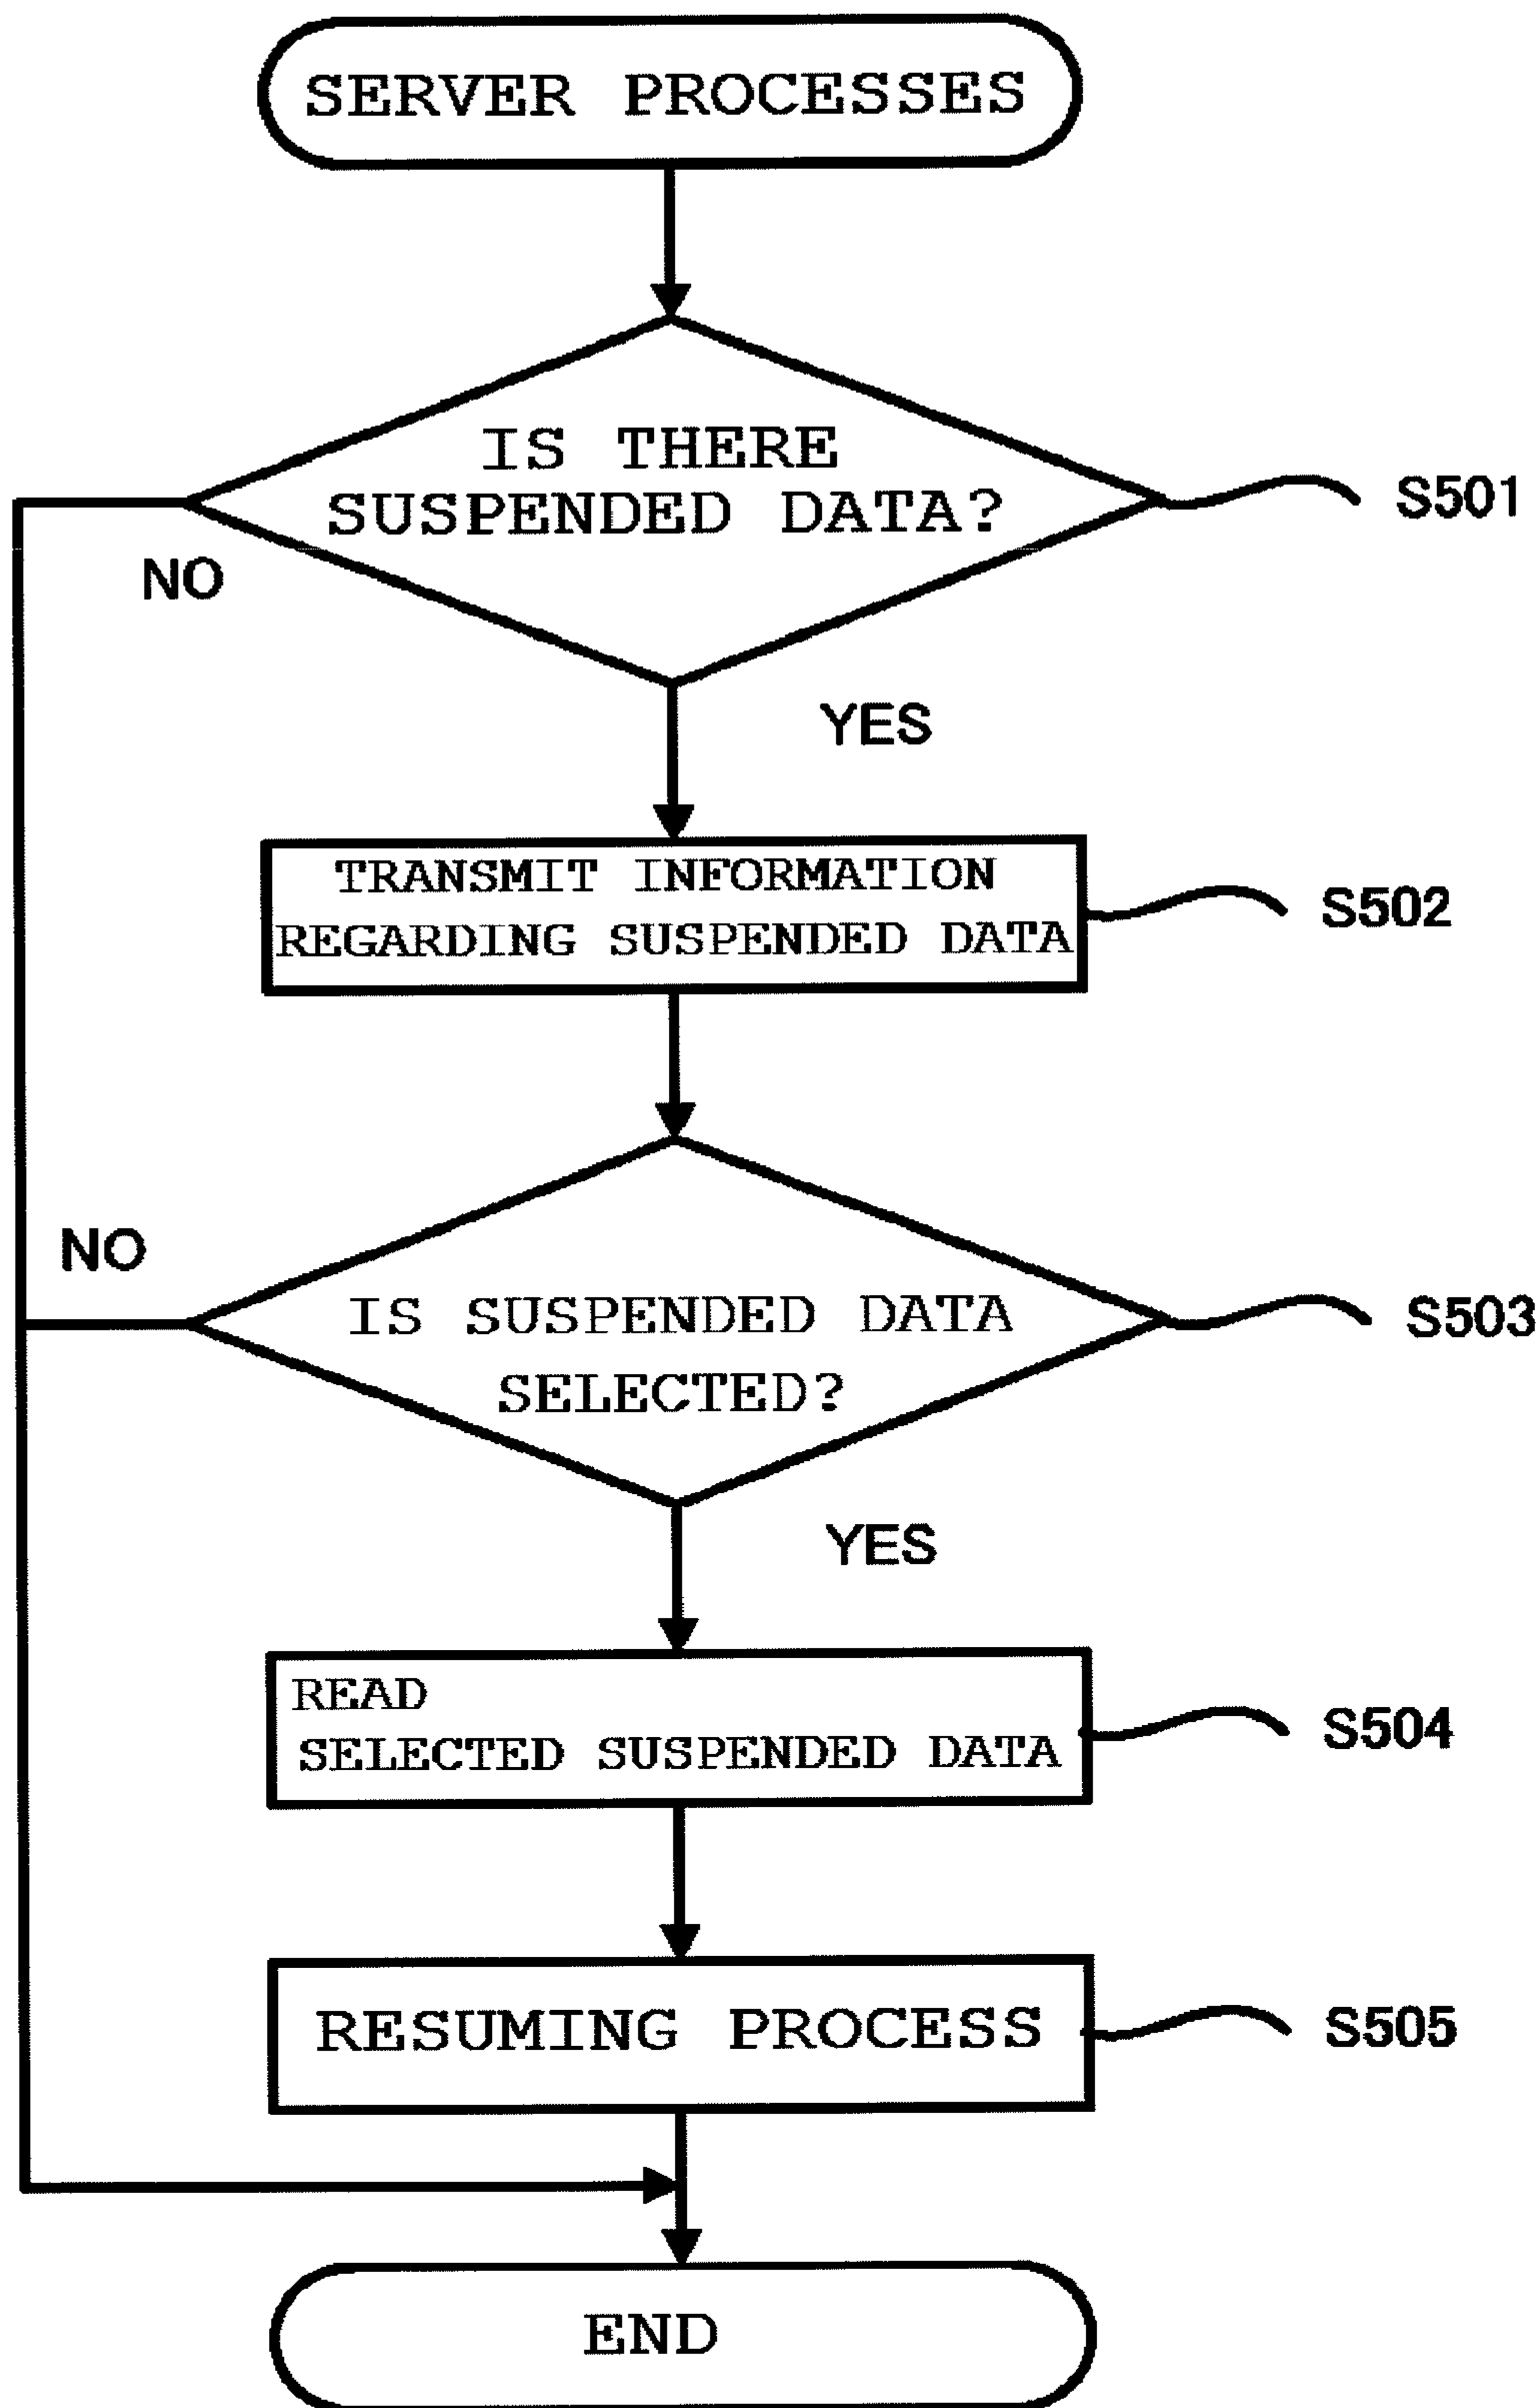 SERVER PROCESSES
IS THERE
SUSPENDED DATA?
S501
NO
YES
TRANSMIT INFORMATION
REGARDING SUSPENDED DATA
S502
NO
IS SUSPENDED DATA
SELECTED?
S503
YES
READ
SELECTED SUSPENDED DATA
S504
RESUMING PROCESS
S505
END